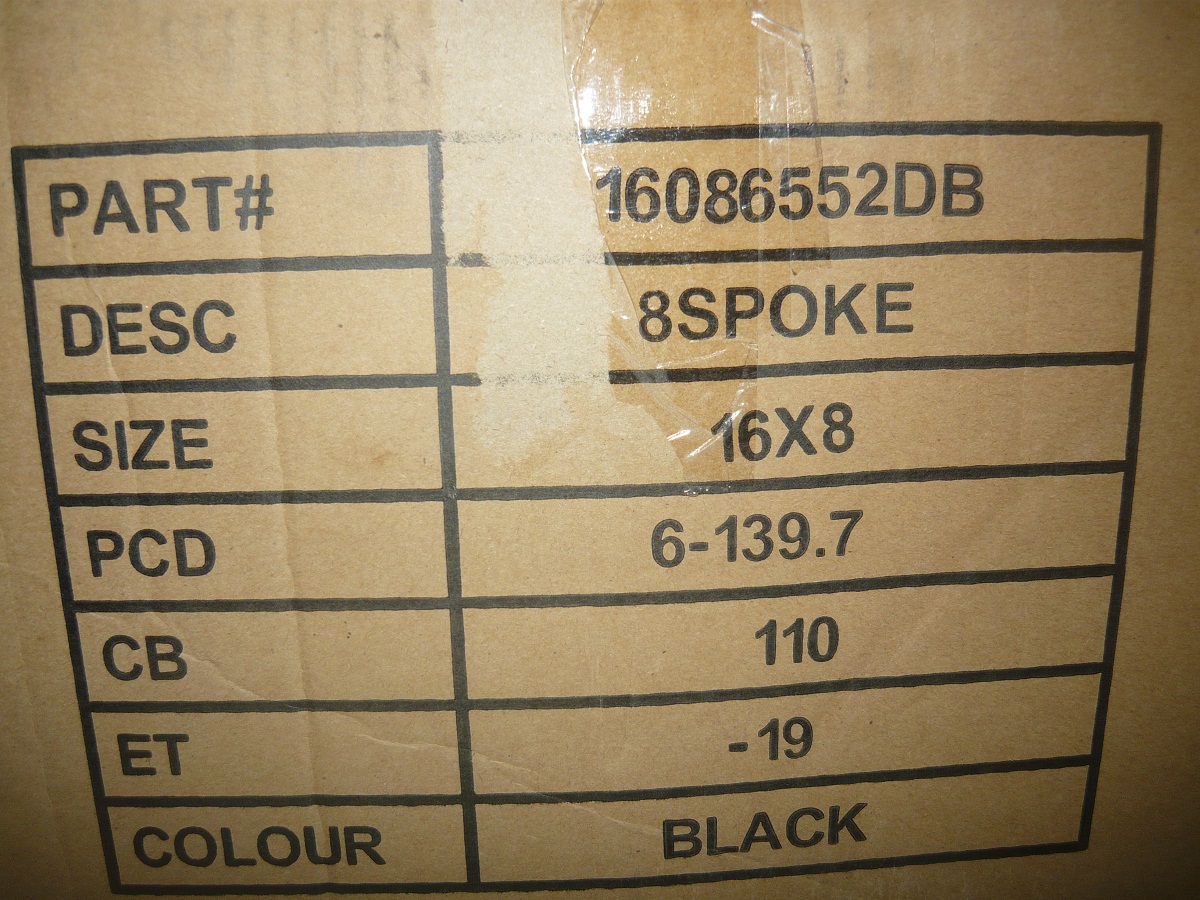 PART# 16086552DB
DESC 8SPOKE
SIZE 16X8
PCD 6-139.7
CB 110
ET -19
COLOUR BLACK